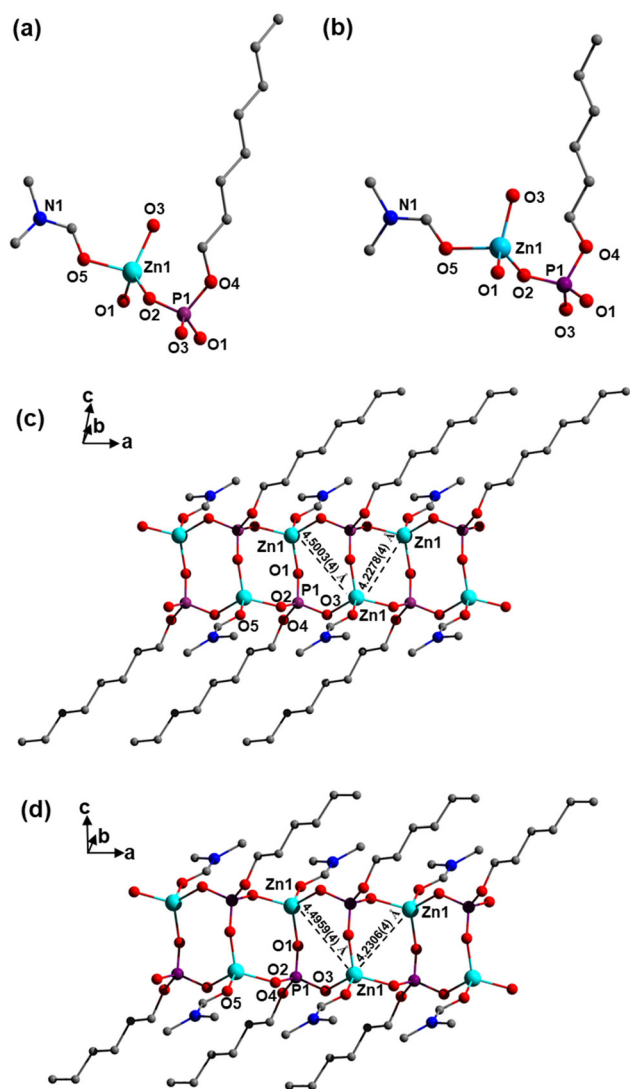 (a)
(b)
N1
O3
O5
Zn1
O4
O1
O2
P1
O3
O1
N1
O3
O5
Zn1
O4
O1
O2
P1
O1
O3
(c)
c
b
a
Zn1
Zn1
4.5003(4) Å
4.2278(4) Å
O1
P1
O2
O3
O5
O4
Zn1
(d)
c
b
a
Zn1
Zn1
4.4959(4) Å
4.2306(4) Å
O1
O2
O3
P1
O5
O4
Zn1